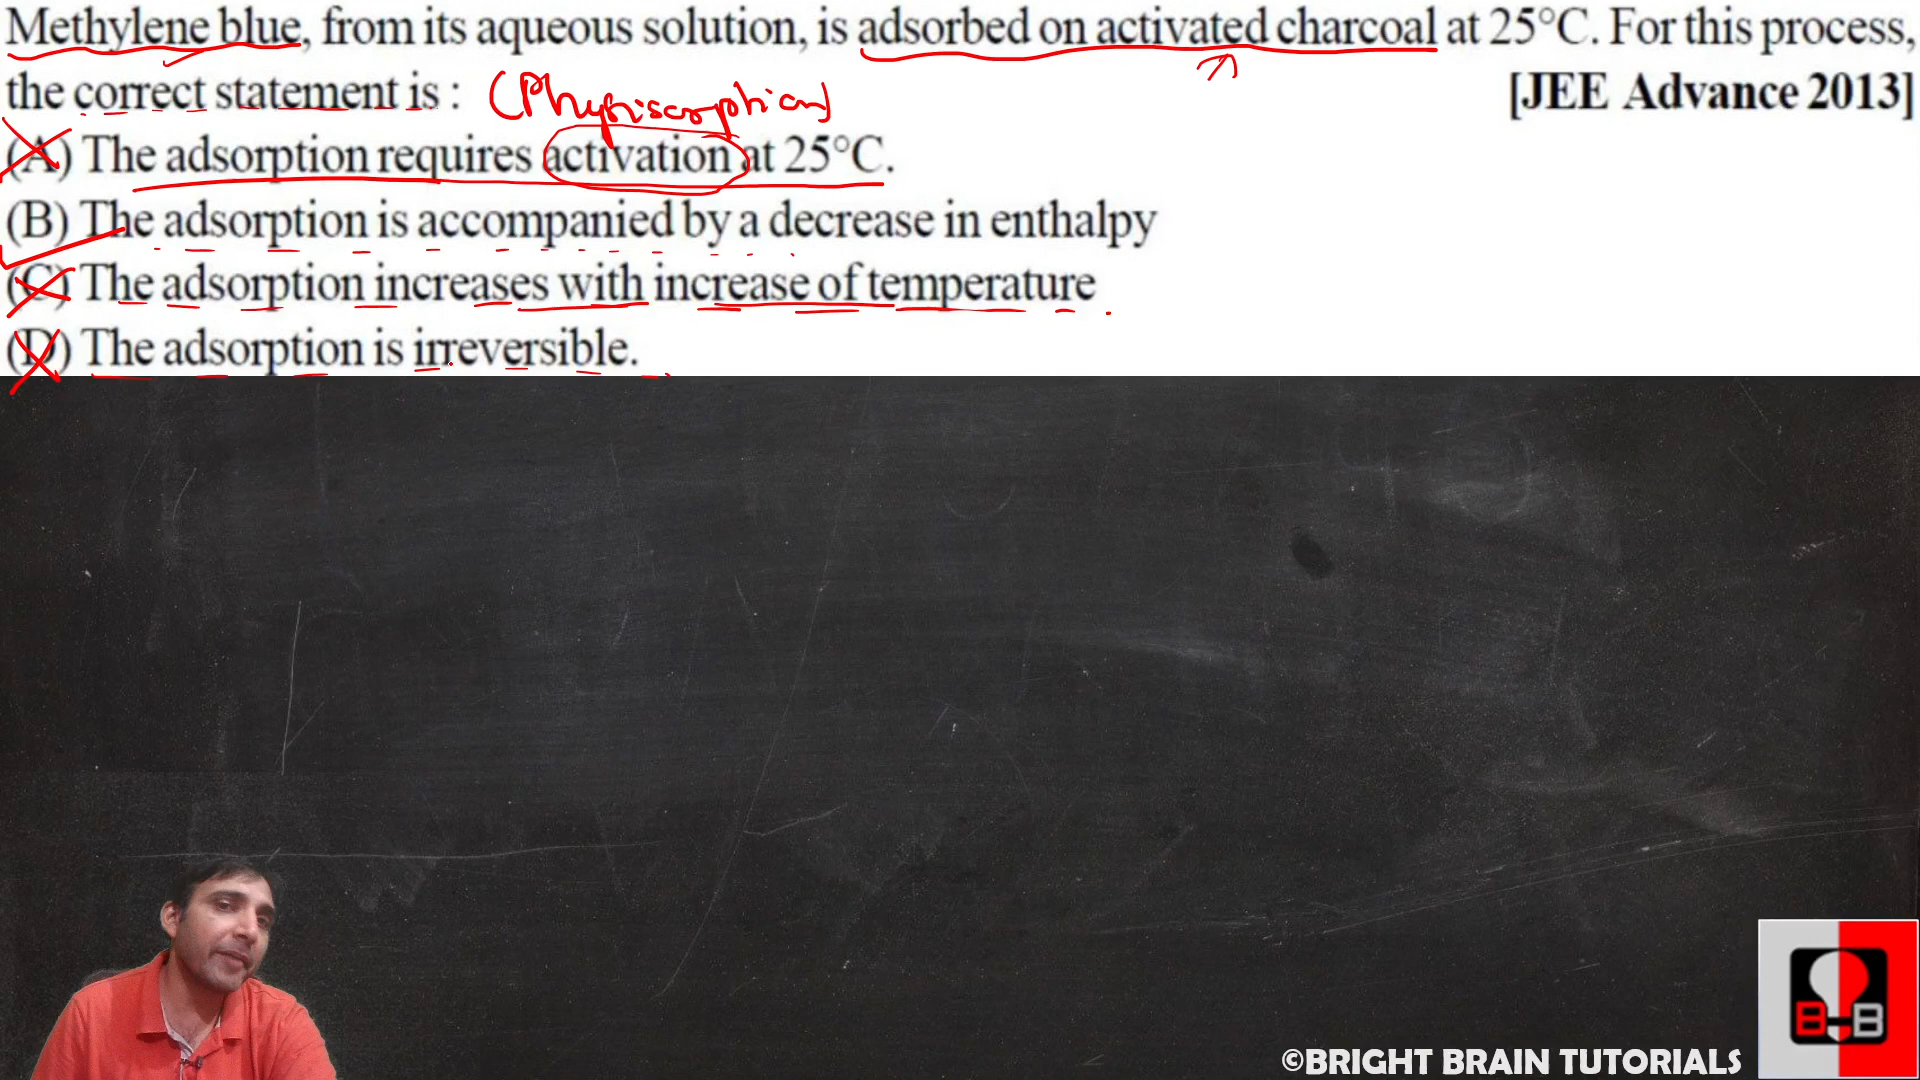 Methylene blue, from its aqueous solution, is adsorbed on activated charcoal at 25°C. For this process,
the correct statement is : (Physisorption) [JEE Advance 2013]
(A) The adsorption requires activation at 25°C.
(B) The adsorption is accompanied by a decrease in enthalpy
(C) The adsorption increases with increase of temperature
(D) The adsorption is irreversible.
B B
©BRIGHT BRAIN TUTORIALS